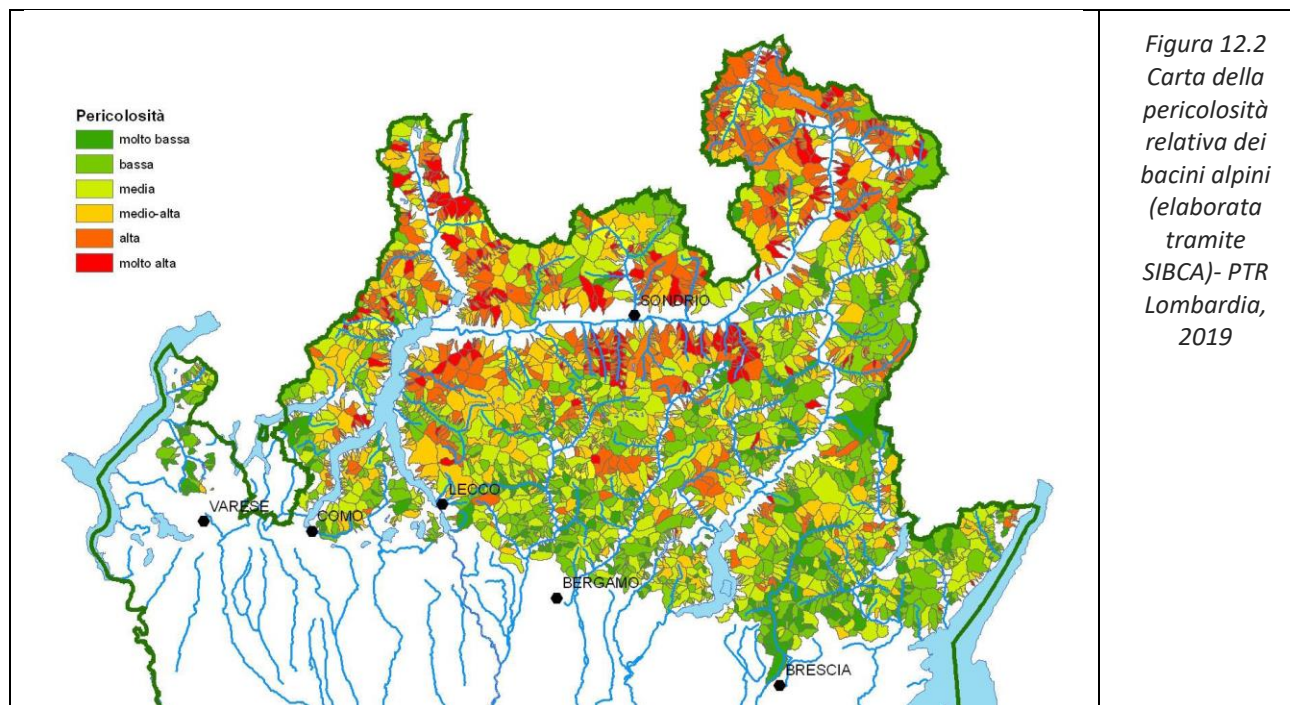 Pericolosità
molto bassa
bassa
media
medio-alta
alta
molto alta
SONDRIO
LECCO
VARESE
COMO
BERGAMO
BRESCIA
Figura 12.2
Carta della
pericolosità
relativa dei
bacini alpini
(elaborata
tramite
SIBCA)- PTR
Lombardia,
2019